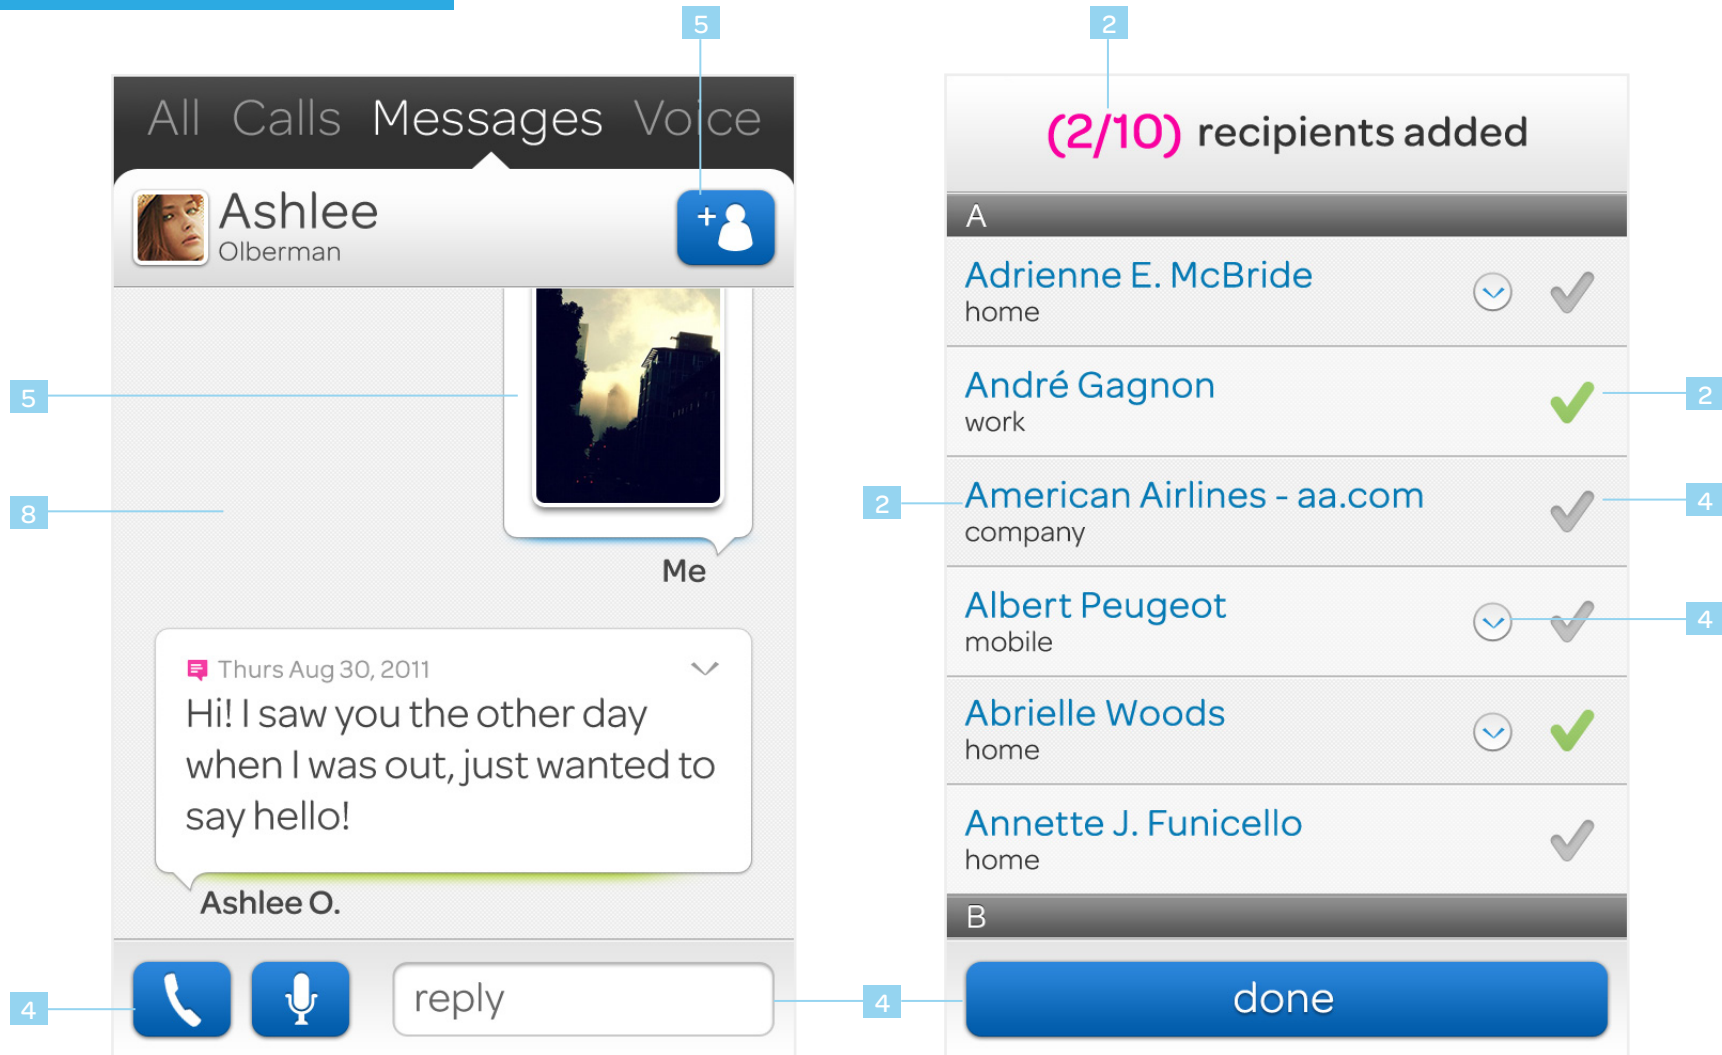 5
2
All Calls Messages Voice
Ashlee
Olberman
5
8
Me
Thurs Aug 30, 2011
Hi! I saw you the other day
when I was out, just wanted to
say hello!
Ashlee O.
4
reply
4
(2/10) recipients added
A
Adrienne E. McBride
home
André Gagnon
work
2
2
American Airlines - aa.com
company
4
Albert Peugeot
mobile
4
Abrielle Woods
home
Annette J. Funicello
home
B
done